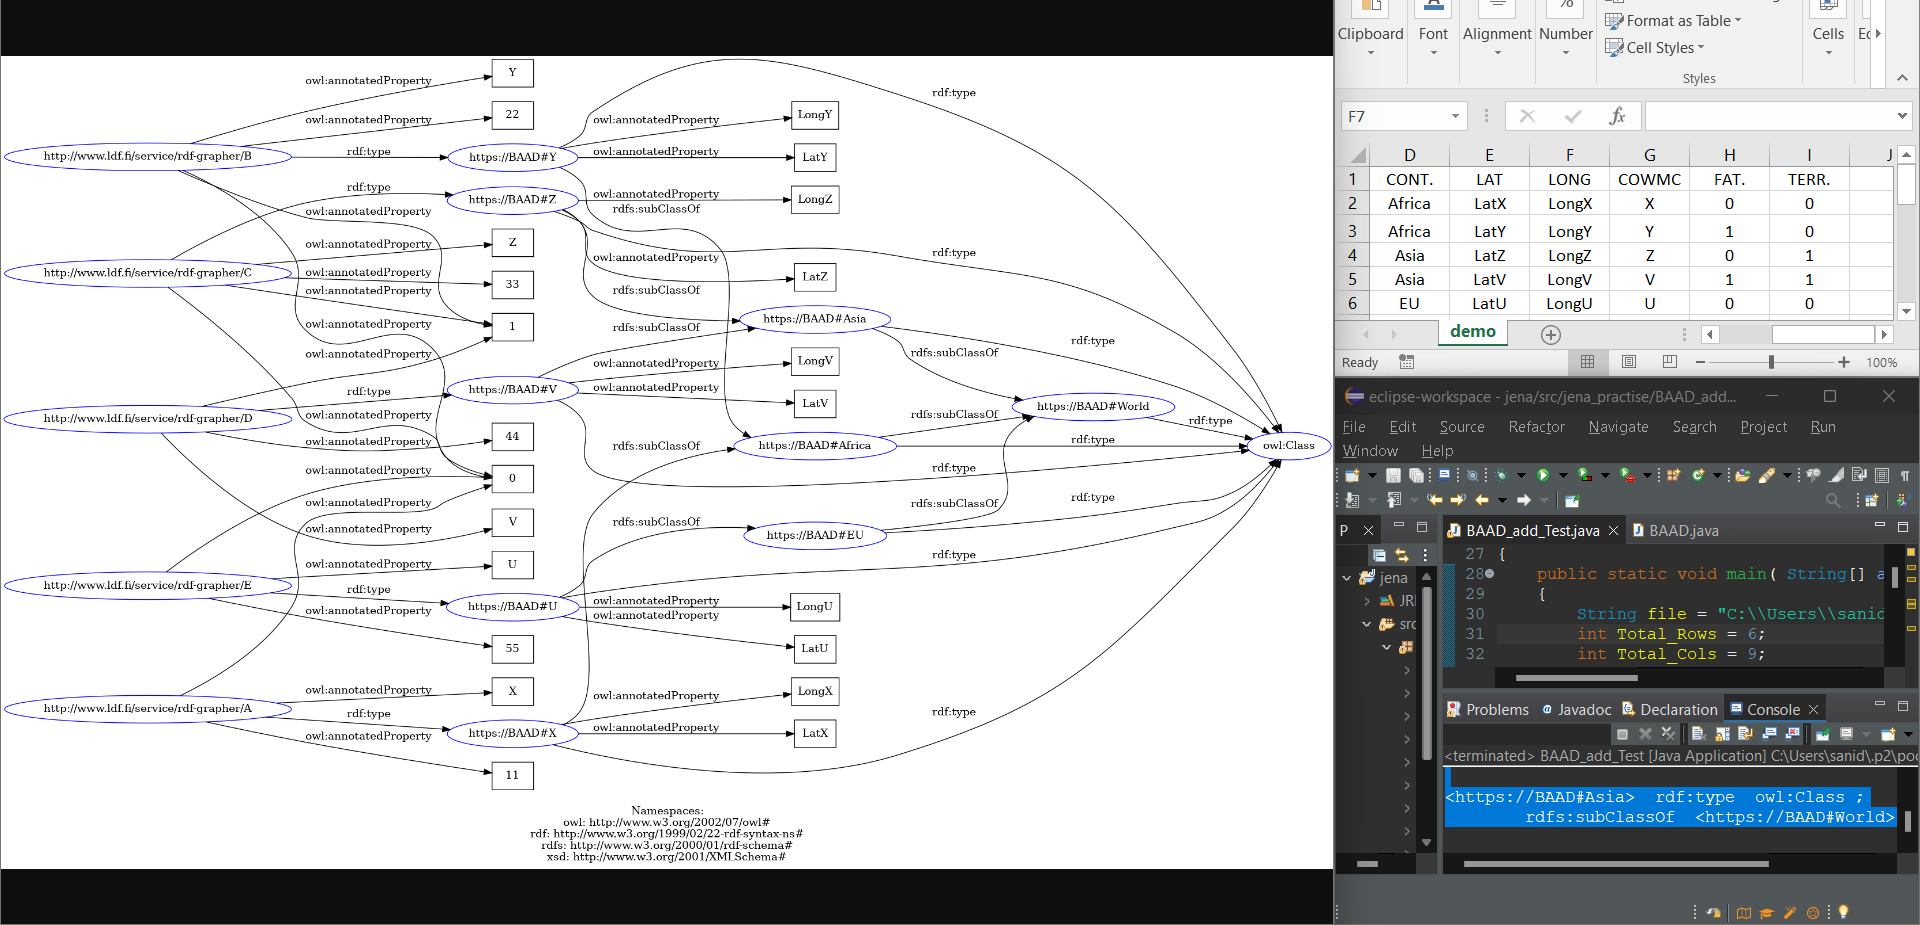 owl:annotatedProperty
Y
rdf:type
owl:annotatedProperty
22
owl:annotatedProperty
LongY
http://www.ldf.fi/service/rdf-grapher/B
rdf:type
https://BAAD#Y
owl:annotatedProperty
LatY
rdf:type
https://BAAD#Z
owl:annotatedProperty
LongZ
owl:annotatedProperty
rdfs:subClassOf
owl:annotatedProperty
Z
rdf:type
owl:annotatedProperty
http://www.ldf.fi/service/rdf-grapher/C
owl:annotatedProperty
33
LatZ
owl:annotatedProperty
rdfs:subClassOf
owl:annotatedProperty
1
rdfs:subClassOf
https://BAAD#Asia
rdf:type
owl:annotatedProperty
rdfs:subClassOf
owl:annotatedProperty
LongV
rdf:type
https://BAAD#V
owl:annotatedProperty
LatV
http://www.ldf.fi/service/rdf-grapher/D
https://BAAD#World
rdfs:subClassOf
rdf:type
owl:annotatedProperty
44
rdfs:subClassOf
https://BAAD#Africa
rdf:type
owl:Class
owl:annotatedProperty
0
rdf:type
owl:annotatedProperty
rdfs:subClassOf
rdf:type
owl:annotatedProperty
V
rdfs:subClassOf
https://BAAD#EU
owl:annotatedProperty
U
rdf:type
http://www.ldf.fi/service/rdf-grapher/E
rdf:type
https://BAAD#U
owl:annotatedProperty
LongU
owl:annotatedProperty
owl:annotatedProperty
55
LatU
owl:annotatedProperty
X
owl:annotatedProperty
LongX
http://www.ldf.fi/service/rdf-grapher/A
rdf:type
rdf:type
owl:annotatedProperty
https://BAAD#X
owl:annotatedProperty
LatX
11
Namespaces:
owl: http://www.w3.org/2002/07/owl#
rdf: http://www.w3.org/1999/02/22-rdf-syntax-ns#
rdfs: http://www.w3.org/2000/01/rdf-schema#
xsd: http://www.w3.org/2001/XMLSchema#
Format as Table
Clipboard Font Alignment Number Cell Styles Cells
Styles
F7 fx
D E F G H I J
1 CONT. LAT LONG COWMC FAT. TERR.
2 Africa LatX LongX X 0 0
3 Africa LatY LongY Y 1 0
4 Asia LatZ LongZ Z 0 1
5 Asia LatV LongV V 1 1
6 EU LatU LongU U 0 0
demo
Ready 100%
eclipse-workspace - jena/src/jena_practise/BAAD_add...
File Edit Source Refactor Navigate Search Project Run
Window Help
P BAAD_add_Test.java BAAD.java
jena
JRI
src
27 {
28 public static void main( String[] a
29 {
30 String file = "C:\\Users\\sanid
31 int Total_Rows = 6;
32 int Total_Cols = 9;
Problems Javadoc Declaration Console
<terminated> BAAD_add_Test [Java Application] C:\Users\sanid\.p2\poo
<https://BAAD#Asia> rdf:type owl:Class ;
rdfs:subClassOf <https://BAAD#World>